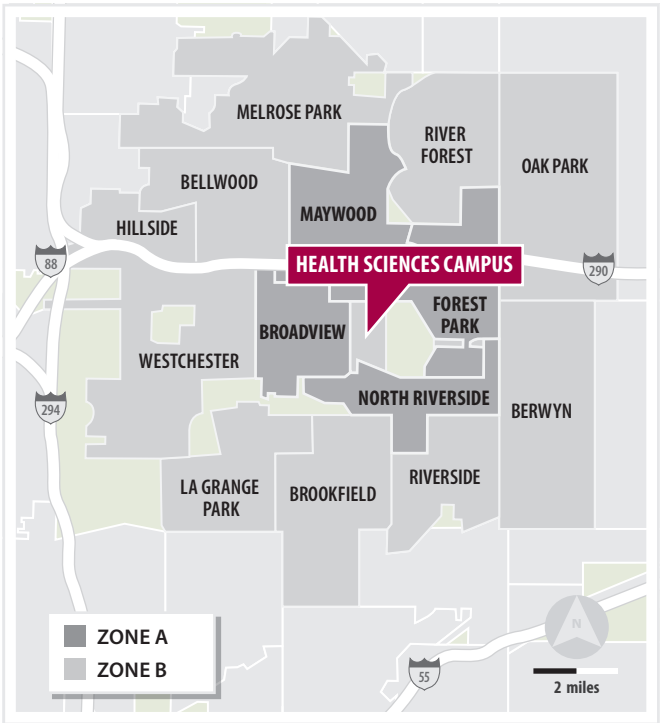 MELROSE PARK
RIVER
FOREST
OAK PARK
BELLWOOD
MAYWOOD
HILLSIDE
88
HEALTH SCIENCES CAMPUS
290
FOREST
PARK
BROADVIEW
WESTCHESTER
NORTH RIVERSIDE
294
BERWYN
LA GRANGE
PARK
BROOKFIELD
RIVERSIDE
ZONE A
ZONE B
N
55
2 miles